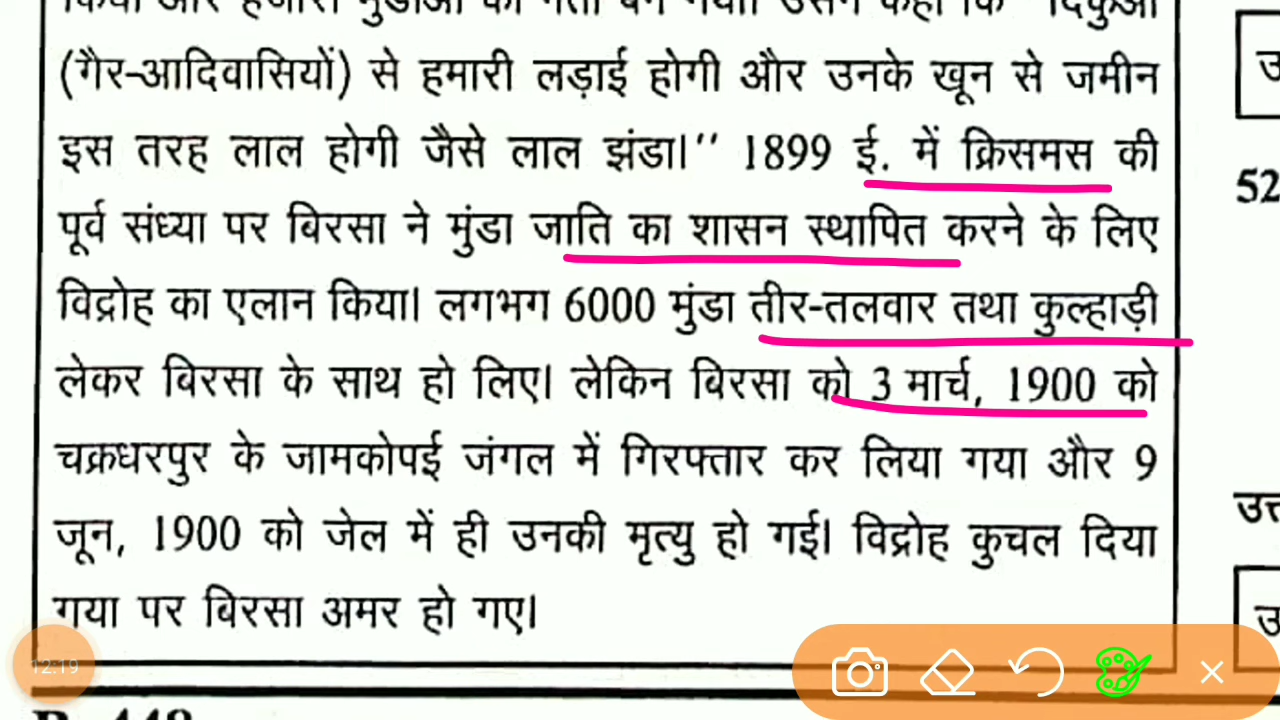 (गैर-आदिवासियों) से हमारी लड़ाई होगी और उनके खून से जमीन
इस तरह लाल होगी जैसे लाल झंडा।'' 1899 ई. में क्रिसमस की
पूर्व संध्या पर बिरसा ने मुंडा जाति का शासन स्थापित करने के लिए
विद्रोह का एलान किया। लगभग 6000 मुंडा तीर-तलवार तथा कुल्हाड़ी
लेकर बिरसा के साथ हो लिए। लेकिन बिरसा को 3 मार्च, 1900 को
चक्रधरपुर के जामकोपई जंगल में गिरफ्तार कर लिया गया और 9
जून, 1900 को जेल में ही उनकी मृत्यु हो गई। विद्रोह कुचल दिया
गया पर बिरसा अमर हो गए।
52
12:19